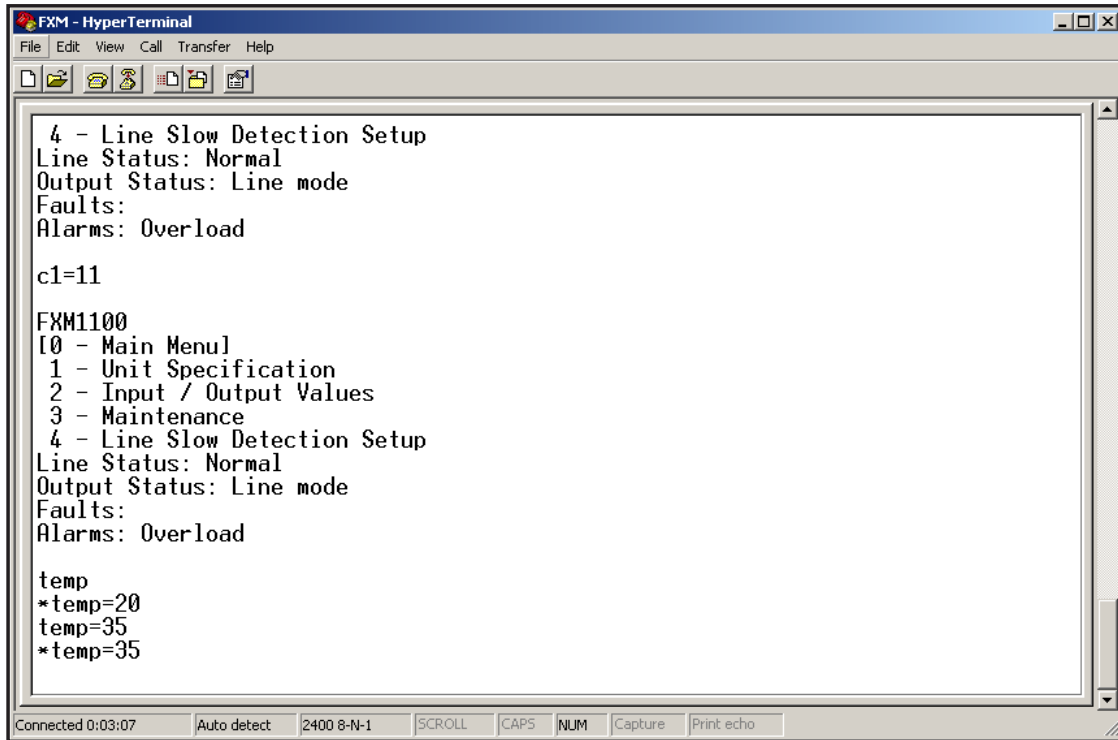 FXM - HyperTerminal
File Edit View Call Transfer Help
4 - Line Slow Detection Setup
Line Status: Normal
Output Status: Line mode
Faults:
Alarms: Overload
c1=11
FXM1100
[0 - Main Menu]
1 - Unit Specification
2 - Input / Output Values
3 - Maintenance
4 - Line Slow Detection Setup
Line Status: Normal
Output Status: Line mode
Faults:
Alarms: Overload
temp
*temp=20
temp=35
*temp=35
Connected 0:03:07 Auto detect 2400 8-N-1 SCROLL CAPS NUM Capture Print echo